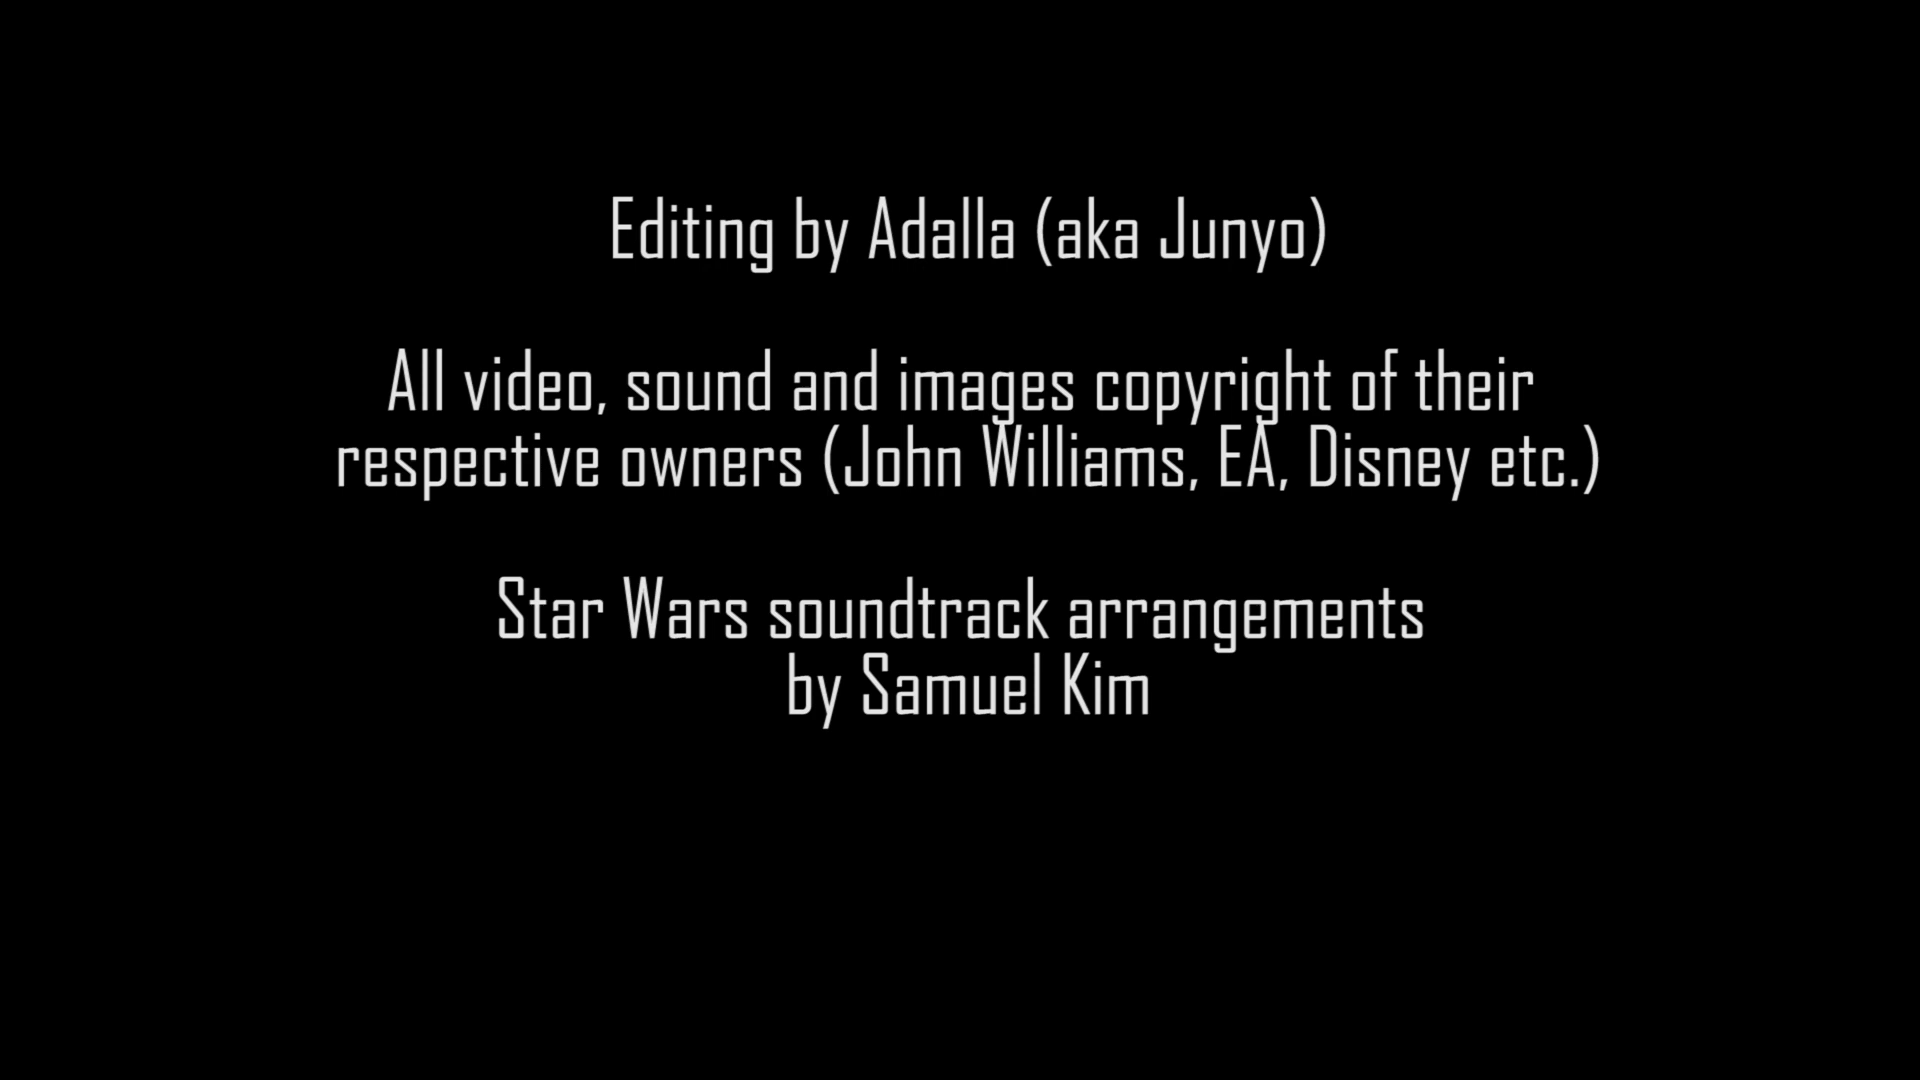 Editing by Adalla (aka Junyo)
All video, sound and images copyright of their
respective owners (John Williams, EA, Disney etc.)
Star Wars soundtrack arrangements
by Samuel Kim